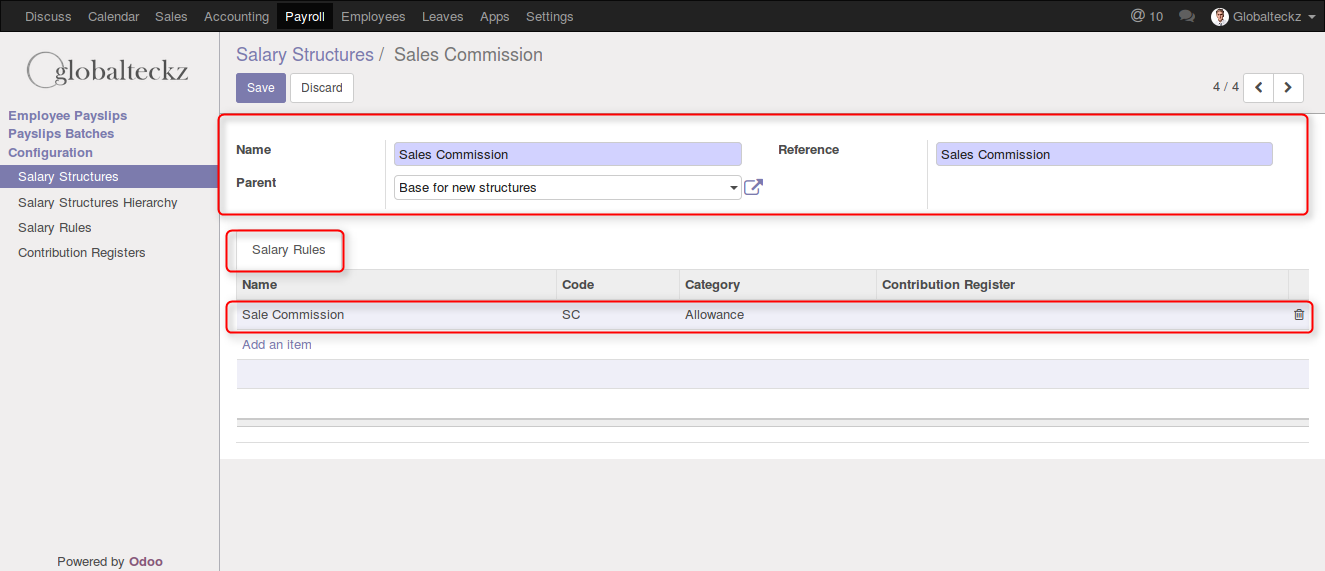 Discuss Calendar Sales Accounting Payroll Employees Leaves Apps Settings @ 10 Globalteckz
globalteckz
Salary Structures / Sales Commission
Save Discard 4 / 4
Employee Payslips
Payslips Batches
Configuration
Salary Structures
Salary Structures Hierarchy
Salary Rules
Contribution Registers
Name Sales Commission Reference Sales Commission
Parent Base for new structures
Salary Rules
Name Code Category Contribution Register
Sale Commission SC Allowance
Add an item
Powered by Odoo